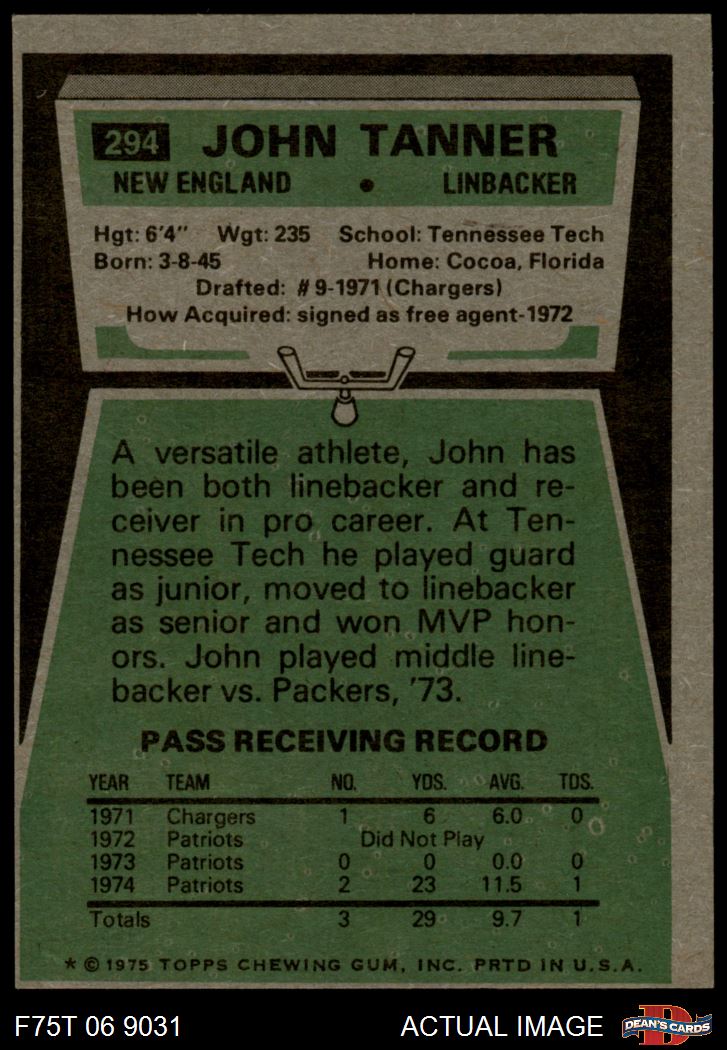 294 JOHN TANNER
NEW ENGLAND • LINBACKER
Hgt: 6'4" Wgt: 235 School: Tennessee Tech
Born: 3-8-45 Home: Cocoa, Florida
Drafted: #9-1971 (Chargers)
How Acquired: signed as free agent-1972
A versatile athlete, John has
been both linebacker and re-
ceiver in pro career. At Ten-
nessee Tech he played guard
as junior, moved to linebacker
as senior and won MVP hon-
ors. John played middle line-
backer vs. Packers, '73.
PASS RECEIVING RECORD
YEAR TEAM NO. YDS. AVG. TDS.
1971 Chargers 1 6 6.0 0
1972 Patriots Did Not Play
1973 Patriots 0 0 0.0 0
1974 Patriots 2 23 11.5 1
Totals 3 29 9.7 1
* © 1975 TOPPS CHEWING GUM, INC. PRTD IN U.S.A.
F75T 06 9031 ACTUAL IMAGE D DEAN'S CARDS